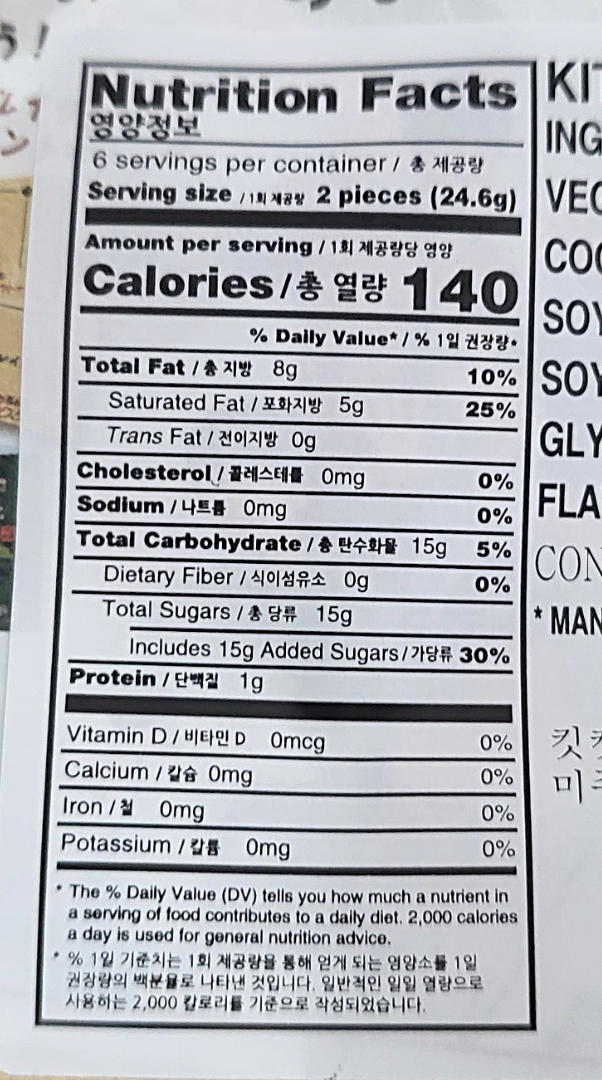 Nutrition Facts
영양정보
6 servings per container / 총 제공량
Serving size / 1회 제공량 2 pieces (24.6g)
Amount per serving / 1회 제공량당 영양
Calories / 총 열량 140
% Daily Value* / % 1일 권장량*
Total Fat / 총 지방 8g 10%
Saturated Fat / 포화지방 5g 25%
Trans Fat / 전이지방 0g
Cholesterol / 콜레스테롤 0mg 0%
Sodium / 나트륨 0mg 0%
Total Carbohydrate / 총 탄수화물 15g 5%
Dietary Fiber / 식이섬유소 0g 0%
Total Sugars / 총 당류 15g
Includes 15g Added Sugars / 가당류 30%
Protein / 단백질 1g
Vitamin D / 비타민 D 0mcg 0%
Calcium / 칼슘 0mg 0%
Iron / 철 0mg 0%
Potassium / 칼륨 0mg 0%
* The % Daily Value (DV) tells you how much a nutrient in
a serving of food contributes to a daily diet. 2,000 calories
a day is used for general nutrition advice.
* % 1일 기준치는 1회 제공량을 통해 얻게 되는 영양소를 1일
권장량의 백분율로 나타낸 것입니다. 일반적인 일일 열량으로
사용하는 2,000 칼로리를 기준으로 작성되었습니다.
KIT
ING
VEG
COC
SOY
SOY
GLY
FLA
CON
* MAN
킷
미